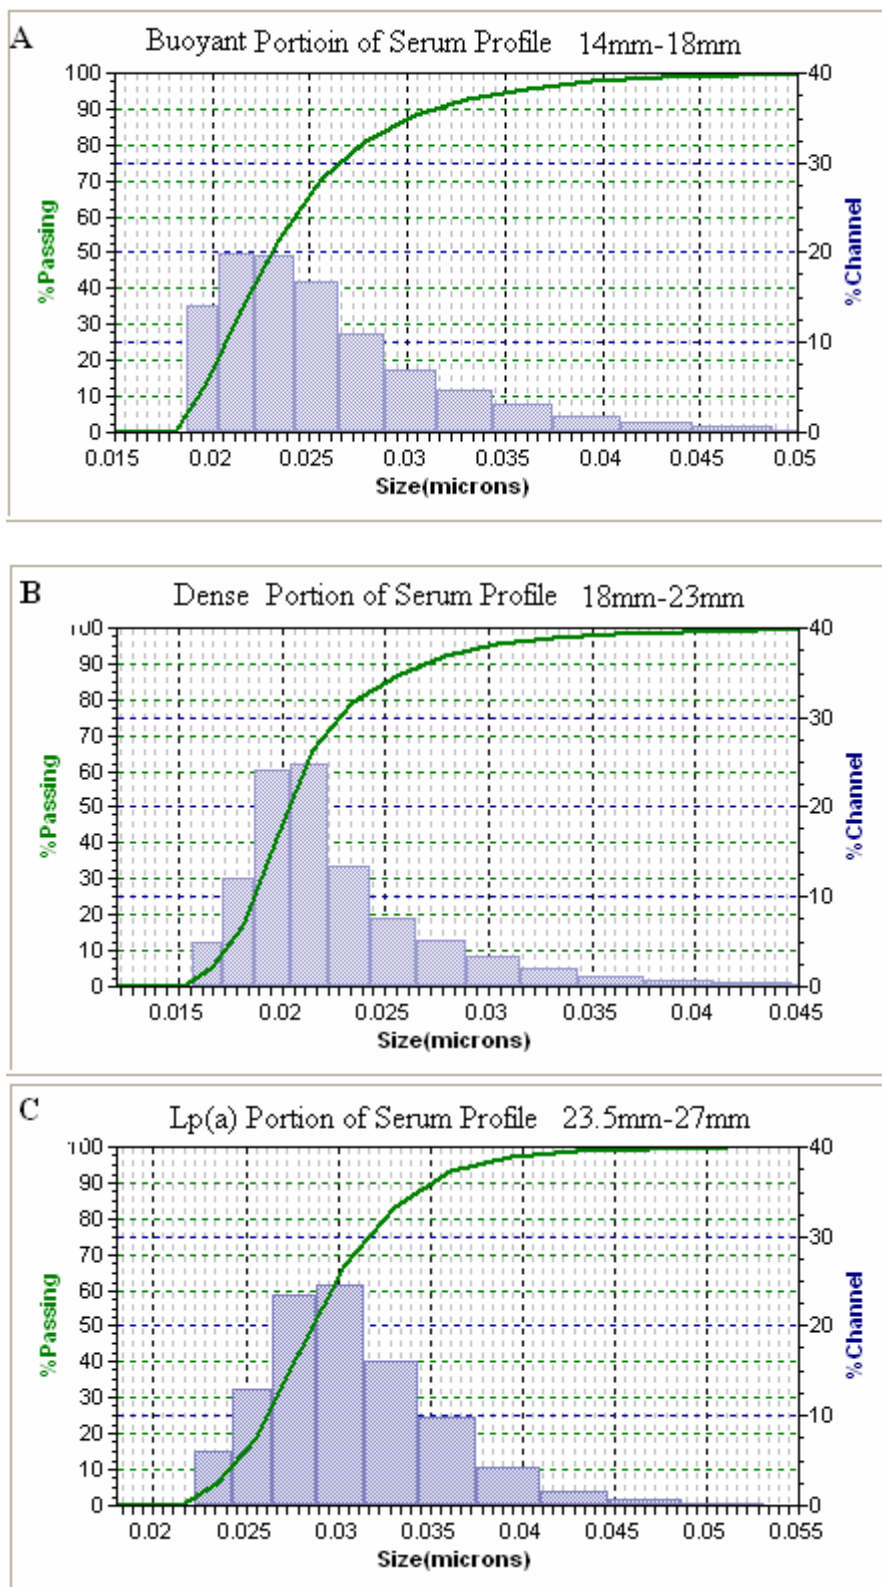 A
Buoyant Portioin of Serum Profile 14mm-18mm
100 40
90
80
70 30
60
50 20
40
30
20 10
10
0 0
%Passing
%Channel
0.015 0.02 0.025 0.03 0.035 0.04 0.045 0.05
Size(microns)
B
Dense Portion of Serum Profile 18mm-23mm
100 40
90
80
70 30
60
50 20
40
30
20 10
10
0 0
%Passing
%Channel
0.015 0.02 0.025 0.03 0.035 0.04 0.045
Size(microns)
C
Lp(a) Portion of Serum Profile 23.5mm-27mm
100 40
90
80
70 30
60
50 20
40
30
20 10
10
0 0
%Passing
%Channel
0.02 0.025 0.03 0.035 0.04 0.045 0.05 0.055
Size(microns)